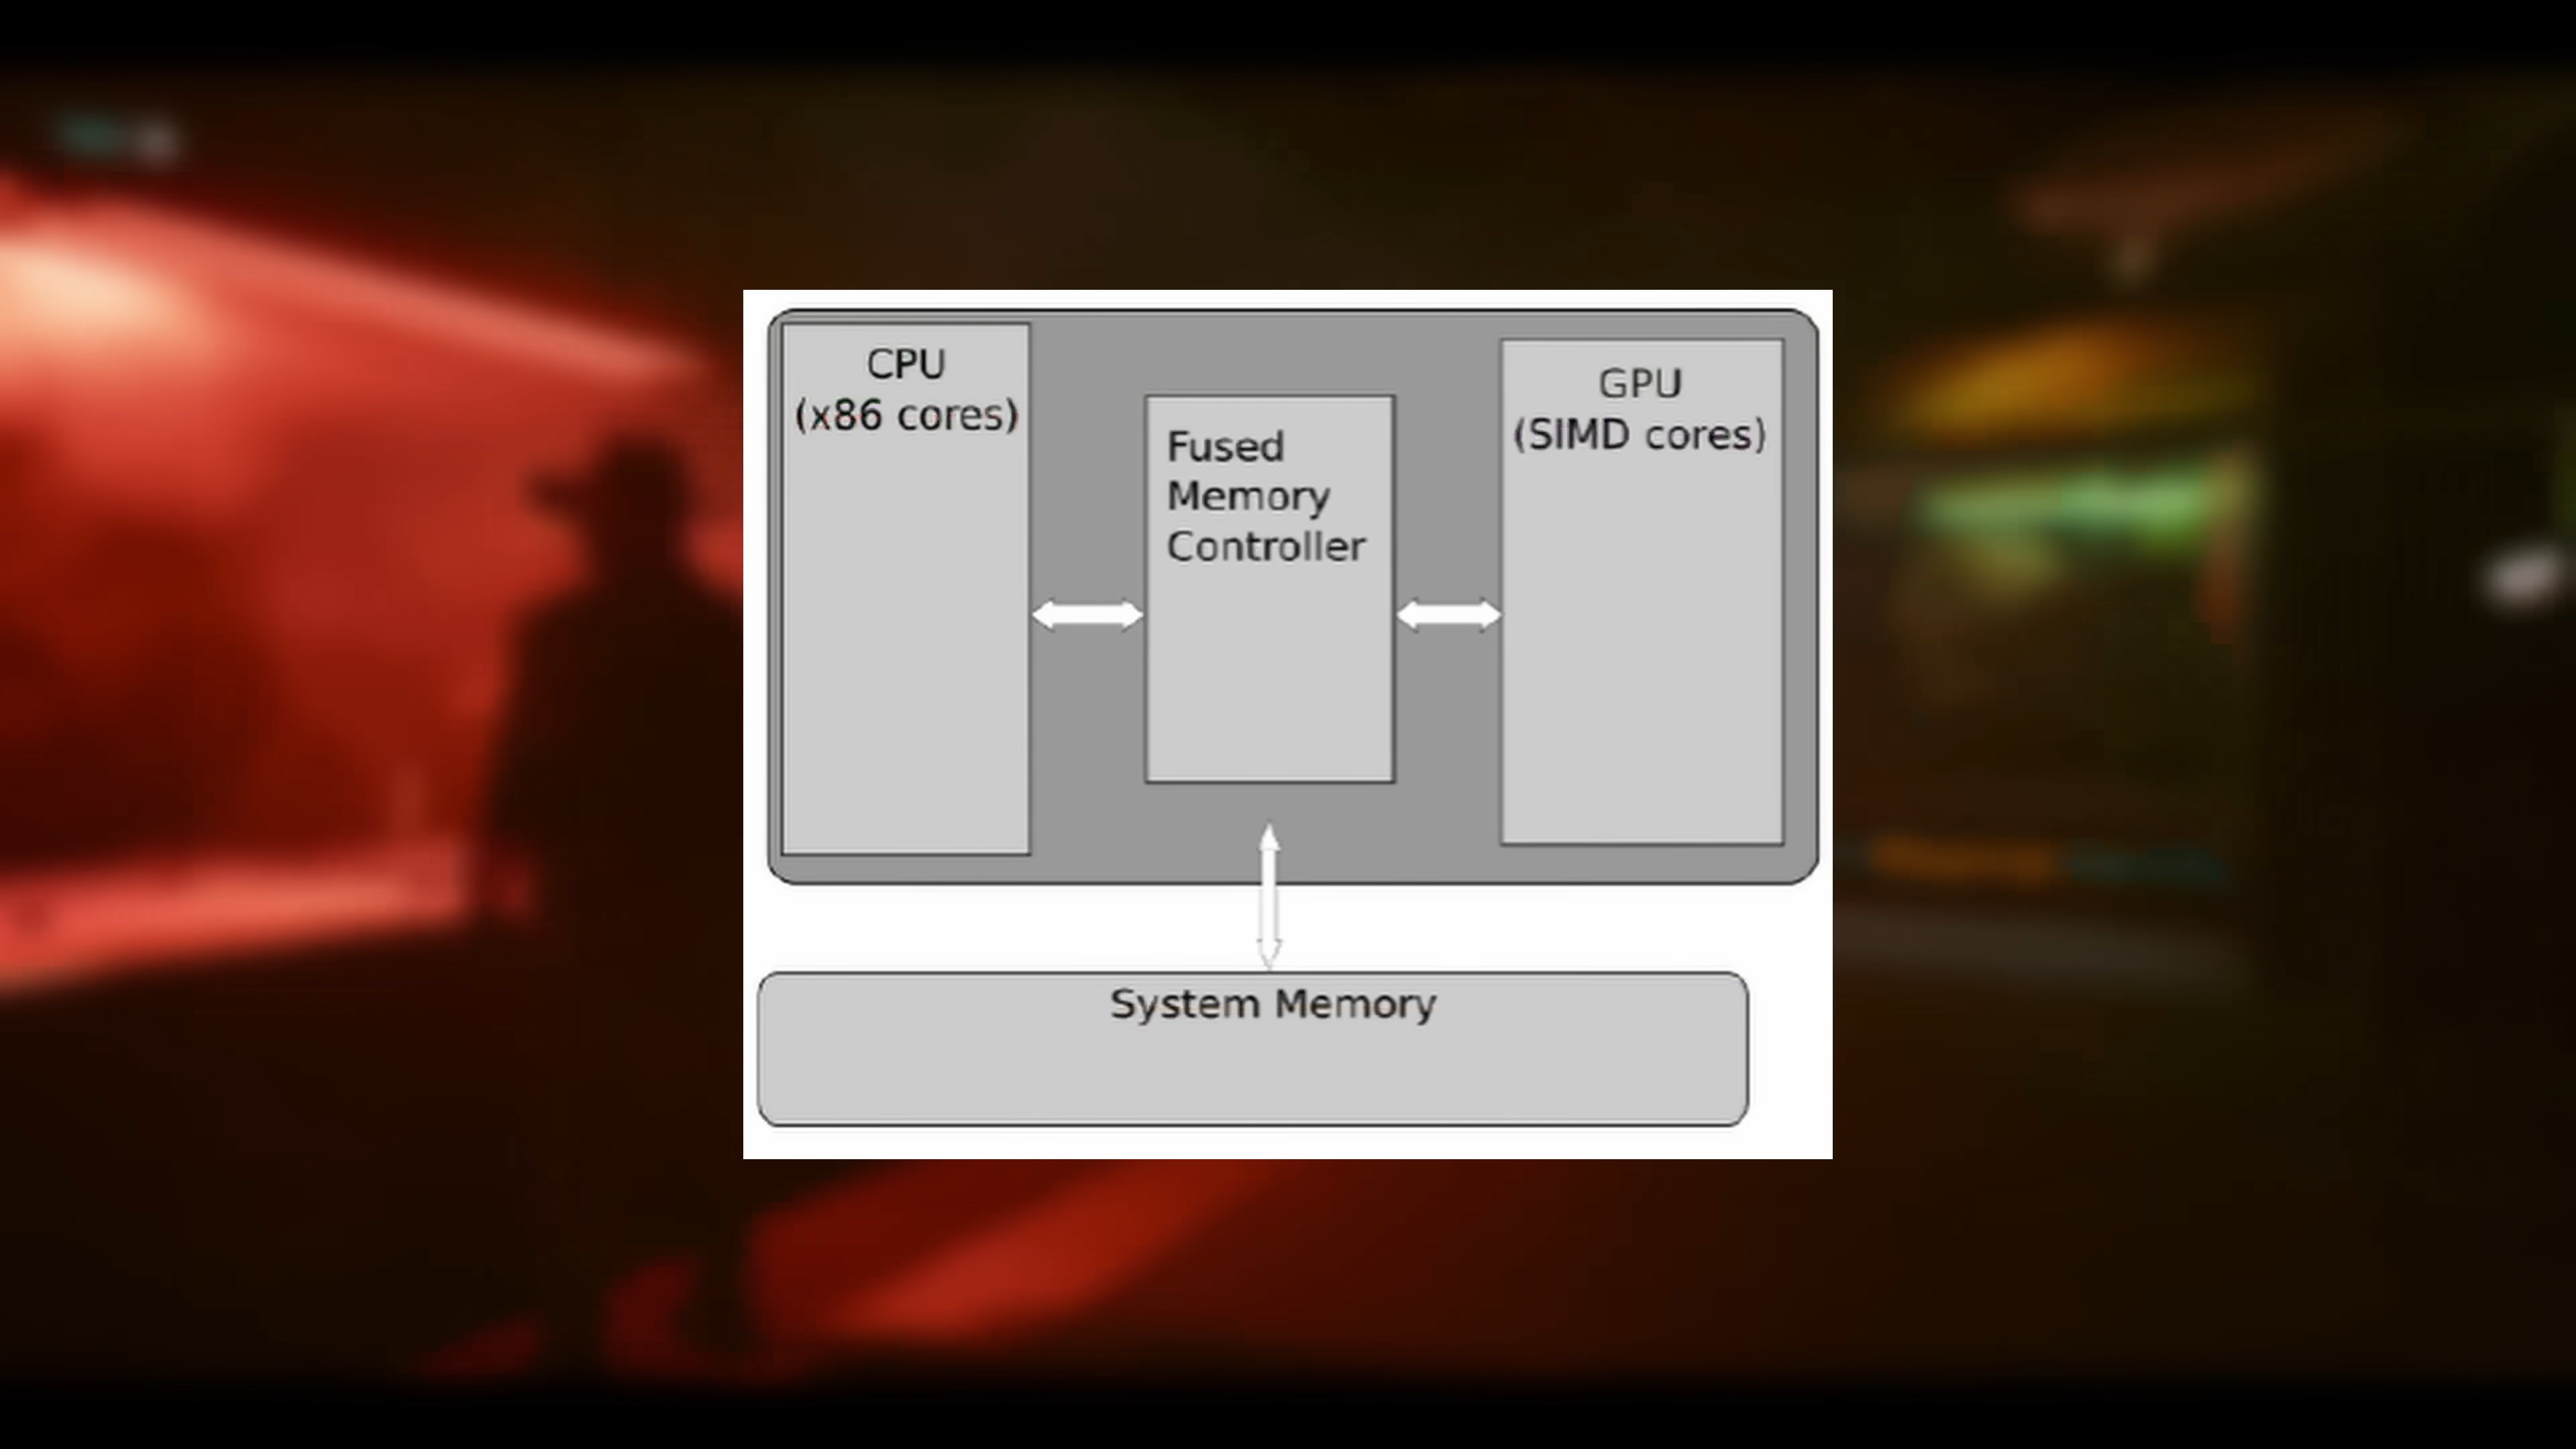 CPU
(x86 cores)
Fused
Memory
Controller
GPU
(SIMD cores)
System Memory